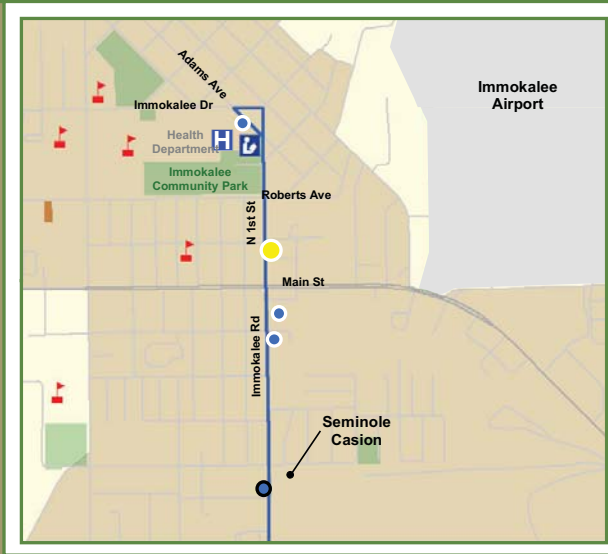 Adams Ave
Immokalee
Airport
Immokalee Dr
Health
Department
H
Immokalee
Community Park
Roberts Ave
N 1st St
Main St
Immokalee Rd
Seminole
Casion